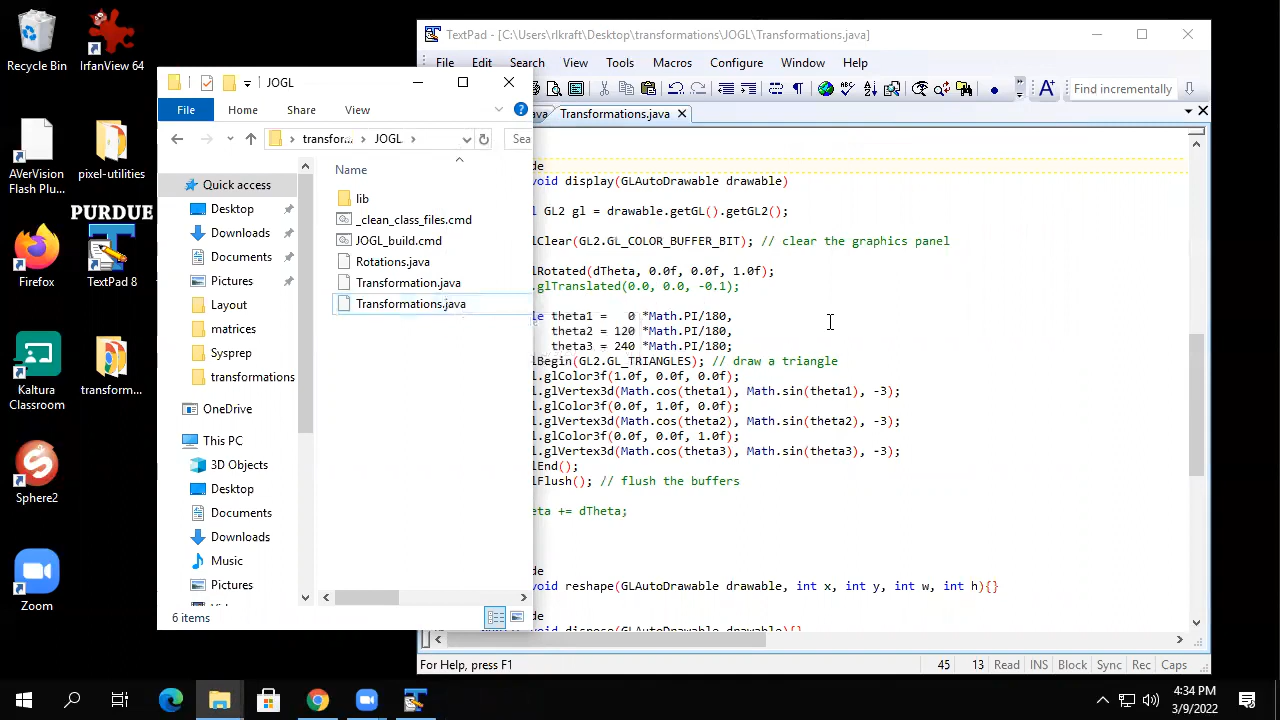 Recycle Bin
IrfanView 64
AVerVision
Flash Plu...
pixel-utilities
PURDUE
Firefox
TextPad 8
Kaltura
Classroom
transform...
Sphere2
Zoom
JOGL
File
Home
Share
View
transfor...
JOGL
Sea
Quick access
Desktop
Downloads
Documents
Pictures
Layout
matrices
Sysprep
transformations
OneDrive
This PC
3D Objects
Desktop
Documents
Downloads
Music
Pictures
Name
lib
_clean_class_files.cmd
JOGL_build.cmd
Rotations.java
Transformation.java
Transformations.java
6 items
TextPad - [C:\Users\rlkraft\Desktop\transformations\JOGL\Transformations.java]
File Edit Search View Tools Macros Configure Window Help
Find incrementally
ava
Transformations.java
de
void display(GLAutoDrawable drawable)
l GL2 gl = drawable.getGL().getGL2();
lClear(GL2.GL_COLOR_BUFFER_BIT); // clear the graphics panel
lRotated(dTheta, 0.0f, 0.0f, 1.0f);
.glTranslated(0.0, 0.0, -0.1);
le theta1 =   0 *Math.PI/180,
theta2 = 120 *Math.PI/180,
theta3 = 240 *Math.PI/180;
lBegin(GL2.GL_TRIANGLES); // draw a triangle
l.glColor3f(1.0f, 0.0f, 0.0f);
l.glVertex3d(Math.cos(theta1), Math.sin(theta1), -3);
l.glColor3f(0.0f, 1.0f, 0.0f);
l.glVertex3d(Math.cos(theta2), Math.sin(theta2), -3);
l.glColor3f(0.0f, 0.0f, 1.0f);
l.glVertex3d(Math.cos(theta3), Math.sin(theta3), -3);
lEnd();
lFlush(); // flush the buffers
eta += dTheta;
de
void reshape(GLAutoDrawable drawable, int x, int y, int w, int h){}
de
For Help, press F1
45 13 Read INS Block Sync Rec Caps
4:34 PM
3/9/2022